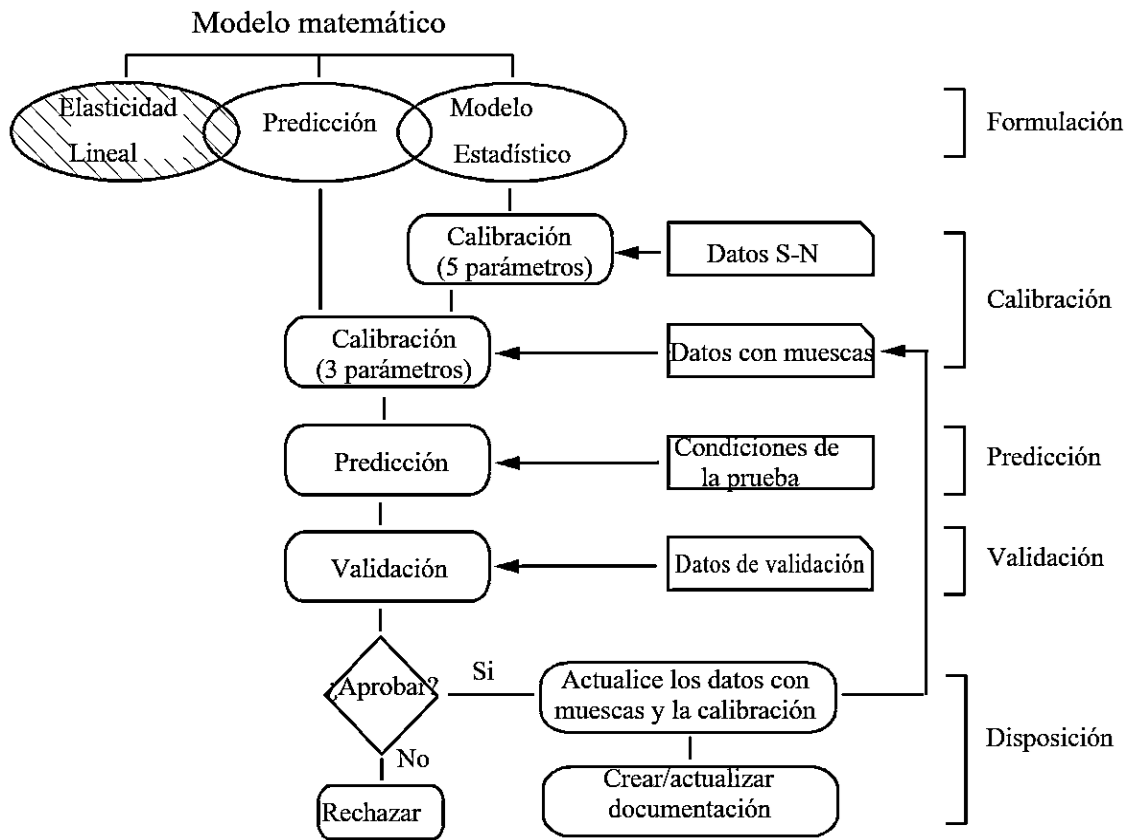 Modelo matemático
Elasticidad
Lineal
Predicción
Modelo
Estadístico
Formulación
Calibración
(5 parámetros)
Datos S-N
Calibración
Calibración
(3 parámetros)
Datos con muescas
Predicción
Condiciones de
la prueba
Predicción
Validación
Datos de validación
Validación
¿Aprobar?
Si
Actualice los datos con
muescas y la calibración
Disposición
No
Rechazar
Crear/actualizar
documentación